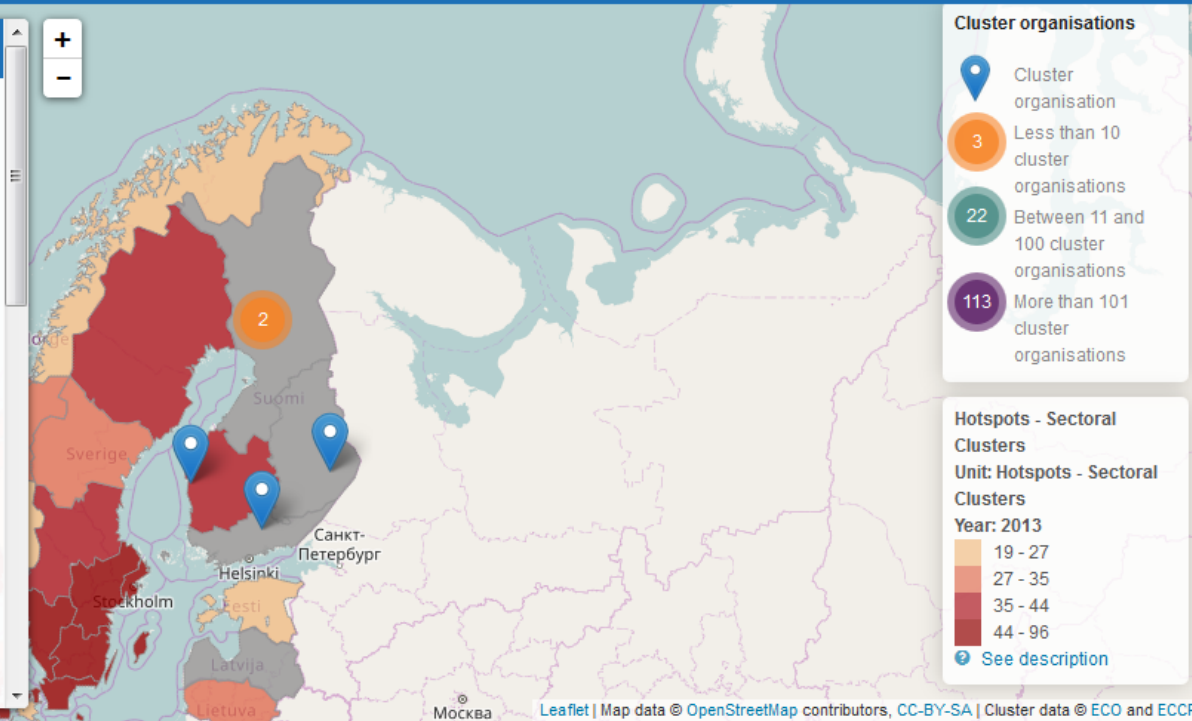 +
−
orge
2
Suomi
Sverige
Санкт-
Петербург
Helsinki
Stockholm
Eesti
Latvija
Lietuva
Москва
Cluster organisations
Cluster
organisation
3
Less than 10
cluster
organisations
22
Between 11 and
100 cluster
organisations
113
More than 101
cluster
organisations
Hotspots - Sectoral
Clusters
Unit: Hotspots - Sectoral
Clusters
Year: 2013
19 - 27
27 - 35
35 - 44
44 - 96
? See description
Leaflet | Map data © OpenStreetMap contributors, CC-BY-SA | Cluster data © ECO and ECCP